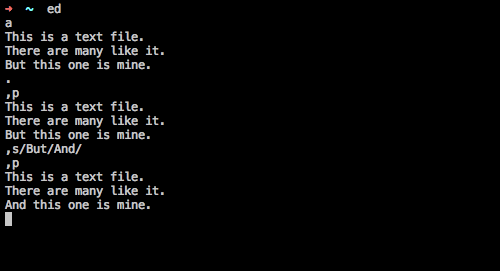 ➜ ~ ed
a
This is a text file.
There are many like it.
But this one is mine.
.
,p
This is a text file.
There are many like it.
But this one is mine.
,s/But/And/
,p
This is a text file.
There are many like it.
And this one is mine.